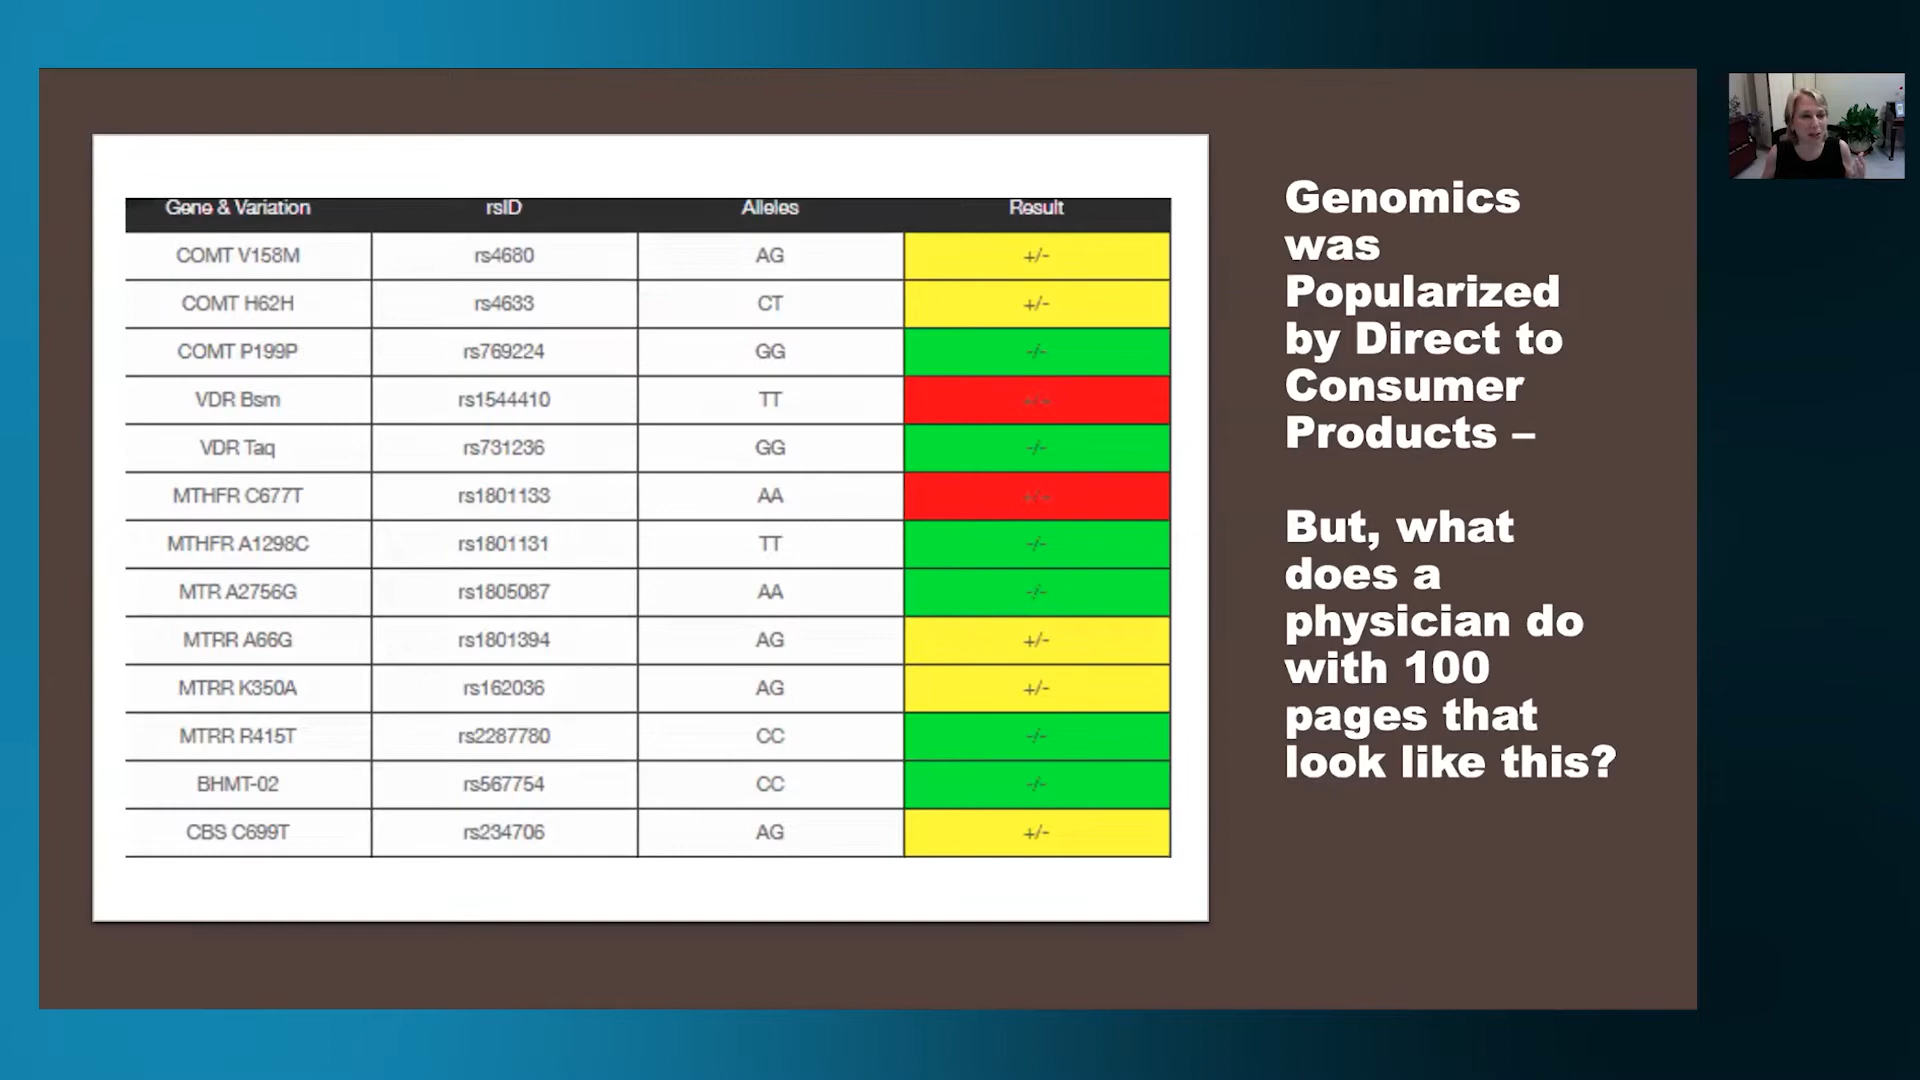 Gene & Variation rsID Alleles Result
COMT V158M rs4680 AG +/-
COMT H62H rs4633 CT +/-
COMT P199P rs769224 GG -/-
VDR Bsm rs1544410 TT
VDR Taq rs731236 GG -/-
MTHFR C677T rs1801133 AA
MTHFR A1298C rs1801131 TT -/-
MTR A2756G rs1805087 AA -/-
MTRR A66G rs1801394 AG +/-
MTRR K350A rs162036 AG +/-
MTRR R415T rs2287780 CC -/-
BHMT-02 rs567754 CC -/-
CBS C699T rs234706 AG +/-
Genomics
was
Popularized
by Direct to
Consumer
Products –
But, what
does a
physician do
with 100
pages that
look like this?